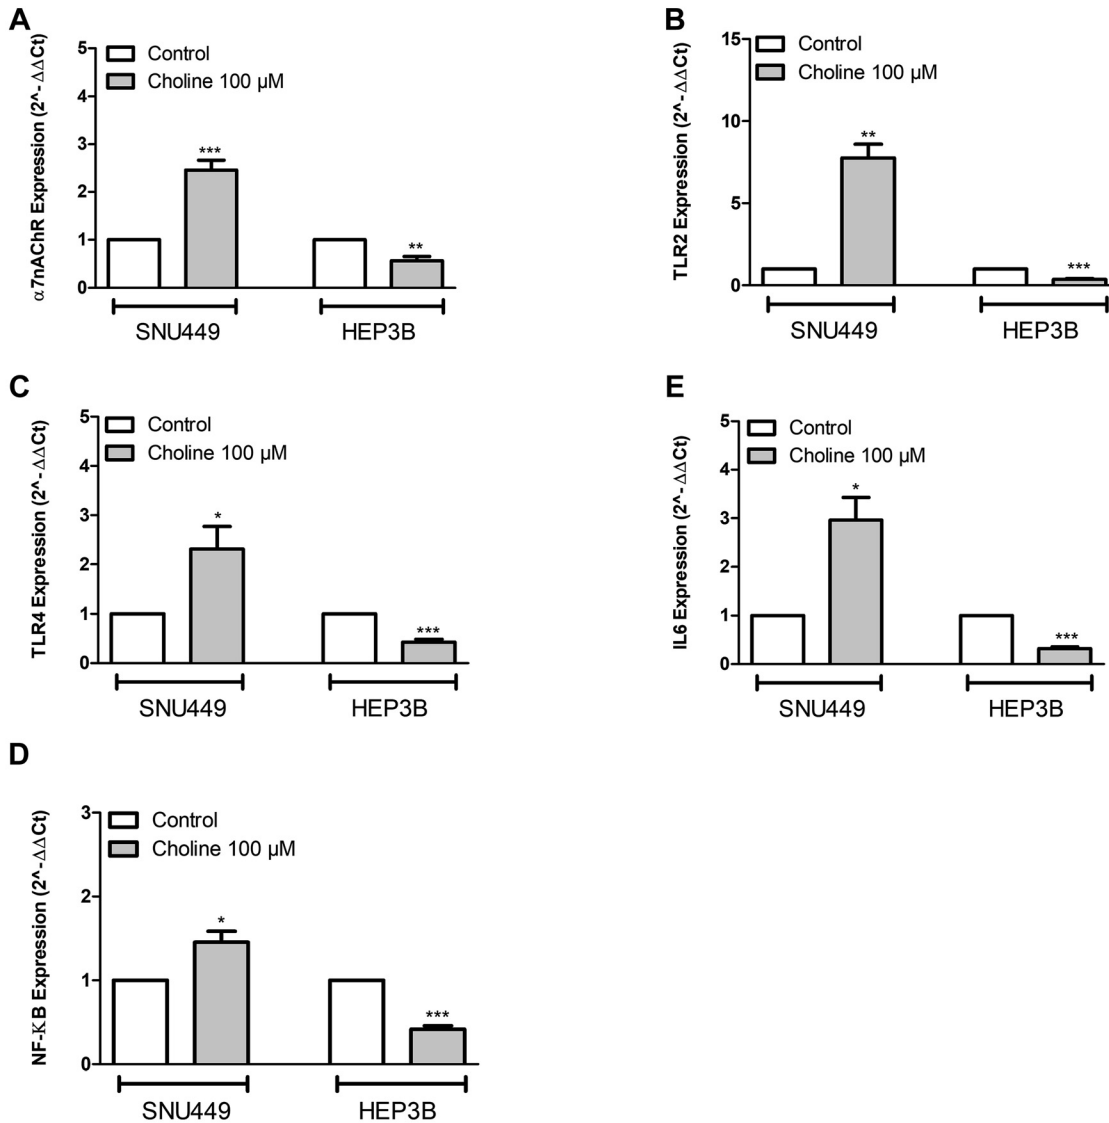 A
α7nAChR Expression (2^-ΔΔCt)
5
4
3
2
1
0
Control
Choline 100 µM
***
**
SNU449
HEP3B
B
TLR2 Expression (2^-ΔΔCt)
15
10
5
0
Control
Choline 100 µM
**
***
SNU449
HEP3B
C
TLR4 Expression (2^-ΔΔCt)
5
4
3
2
1
0
Control
Choline 100 µM
*
***
SNU449
HEP3B
E
IL6 Expression (2^-ΔΔCt)
5
4
3
2
1
0
Control
Choline 100 µM
*
***
SNU449
HEP3B
D
NF-ΚB Expression (2^-ΔΔCt)
3
2
1
0
Control
Choline 100 µM
*
***
SNU449
HEP3B